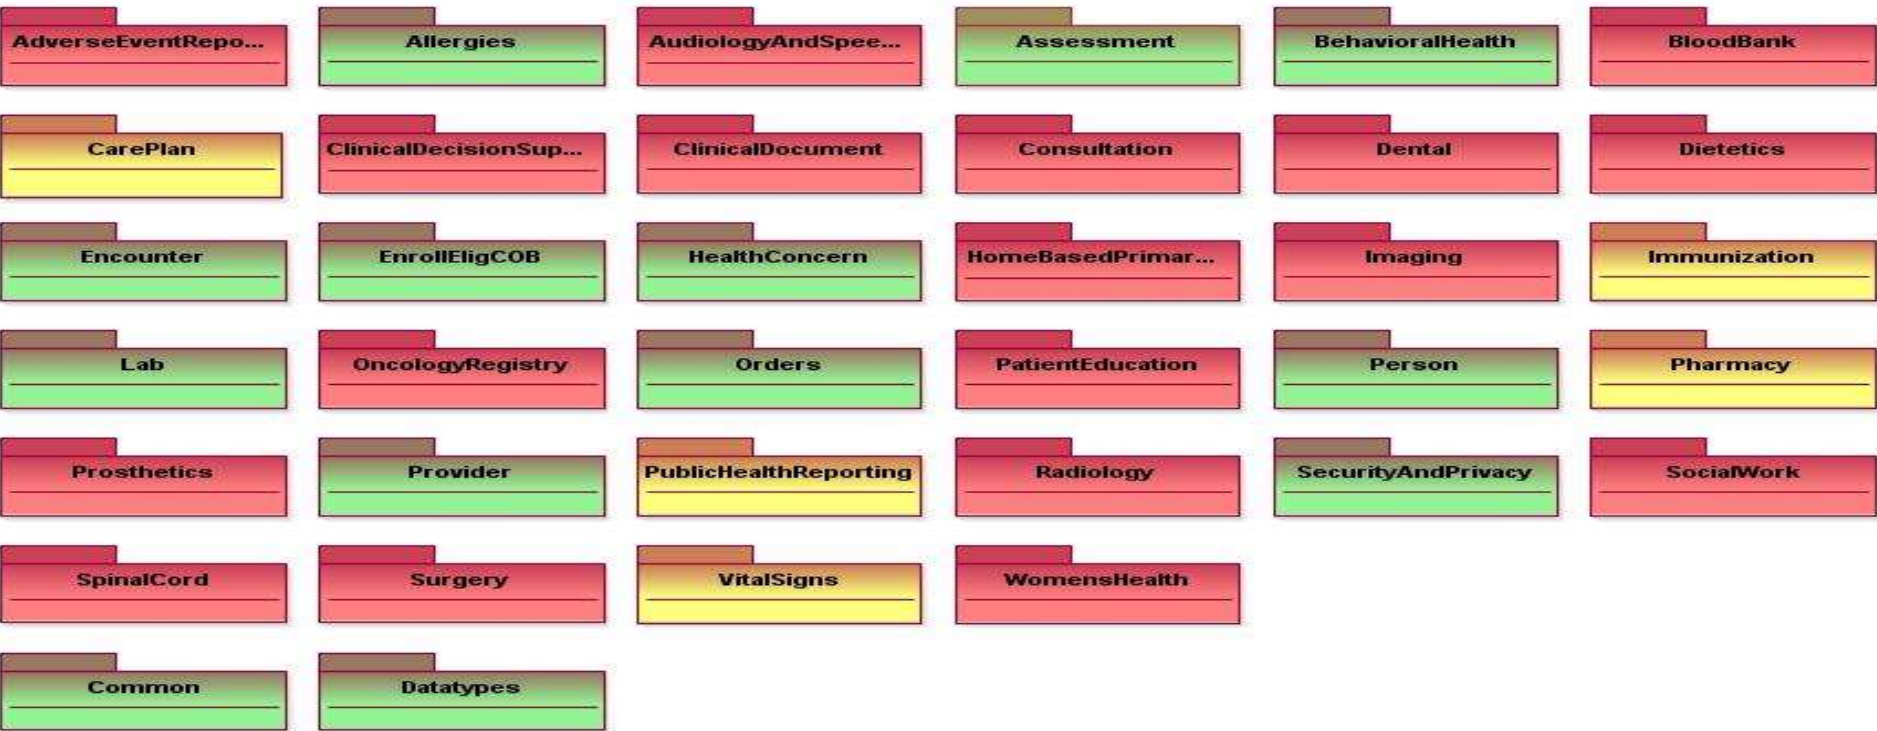 AdverseEventRepo...
Allergies
AudiologyAndSpee...
Assessment
BehavioralHealth
BloodBank
CarePlan
ClinicalDecisionSup...
ClinicalDocument
Consultation
Dental
Dietetics
Encounter
EnrollEligCOB
HealthConcern
HomeBasedPrimar...
Imaging
Immunization
Lab
OncologyRegistry
Orders
PatientEducation
Person
Pharmacy
Prosthetics
Provider
PublicHealthReporting
Radiology
SecurityAndPrivacy
SocialWork
SpinalCord
Surgery
VitalSigns
WomensHealth
Common
Datatypes